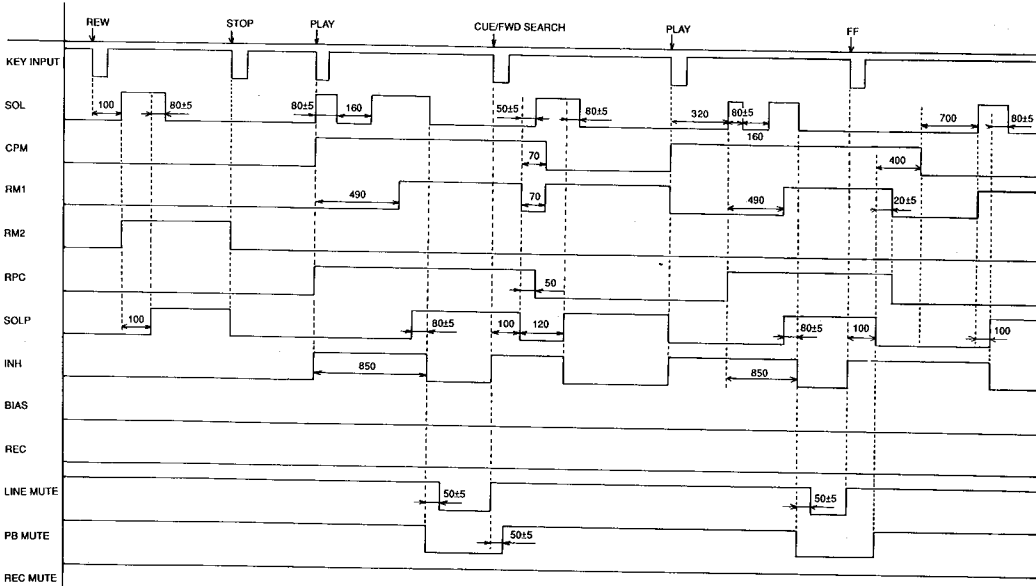 REW STOP PLAY CUE/FWD SEARCH PLAY FF
KEY INPUT
SOL 100 80±5 80±5 160 50±5 80±5 320 80±5 160 700 80±5
CPM 70 400
RM1 490 70 490 20±5
RM2
RPC 50
SOLP 100 80±5 100 120 80±5 100 100
INH 850 850
BIAS
REC
LINE MUTE 50±5 50±5
PB MUTE 50±5
REC MUTE